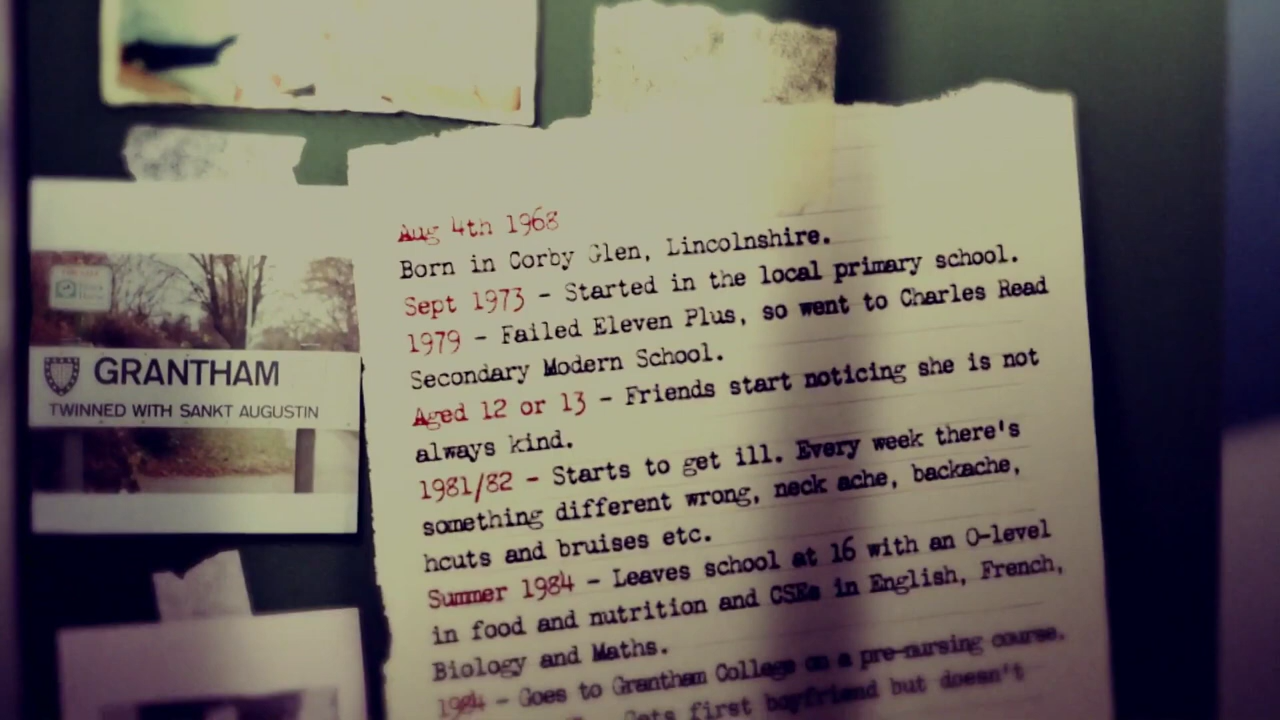 GRANTHAM
TWINNED WITH SANKT AUGUSTIN
Aug 4th 1968
Born in Corby Glen, Lincolnshire.
Sept 1973 - Started in the local primary school.
1979 - Failed Eleven Plus, so went to Charles Read
Secondary Modern School.
Aged 12 or 13 - Friends start noticing she is not
always kind.
1981/82 - Starts to get ill. Every week there's
something different wrong, neck ache, backache,
hcuts and bruises etc.
Summer 1984 - Leaves school at 16 with an O-level
in food and nutrition and CSEs in English, French,
Biology and Maths.
1984 - Goes to Grantham College on a pre-nursing course.
Gets first boyfriend but doesn't